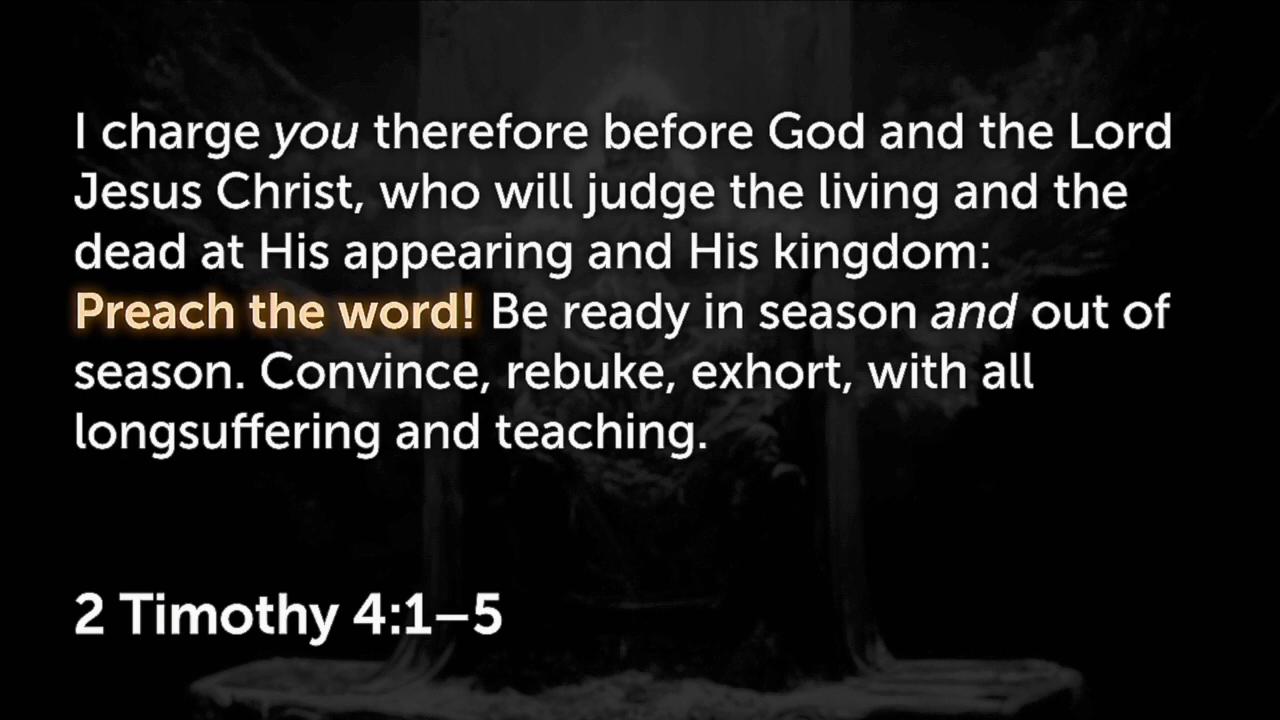 I charge you therefore before God and the Lord
Jesus Christ, who will judge the living and the
dead at His appearing and His kingdom:
Preach the word! Be ready in season and out of
season. Convince, rebuke, exhort, with all
longsuffering and teaching.
2 Timothy 4:1–5